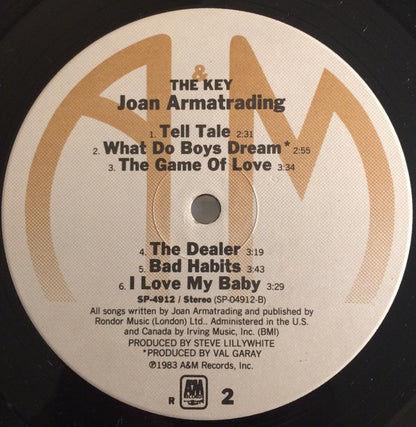 A&M
THE KEY
Joan Armatrading
1. Tell Tale 2:31
2. What Do Boys Dream* 2:55
3. The Game Of Love 3:34
4. The Dealer 3:19
5. Bad Habits 3:43
6. I Love My Baby 3:29
SP-4912 / Stereo (SP-04912-B)
All songs written by Joan Armatrading and published by
Rondor Music (London) Ltd.. Administered in the U.S.
and Canada by Irving Music, Inc. (BMI)
PRODUCED BY STEVE LILLYWHITE
*PRODUCED BY VAL GARAY
℗1983 A&M Records, Inc.
R A&M 2